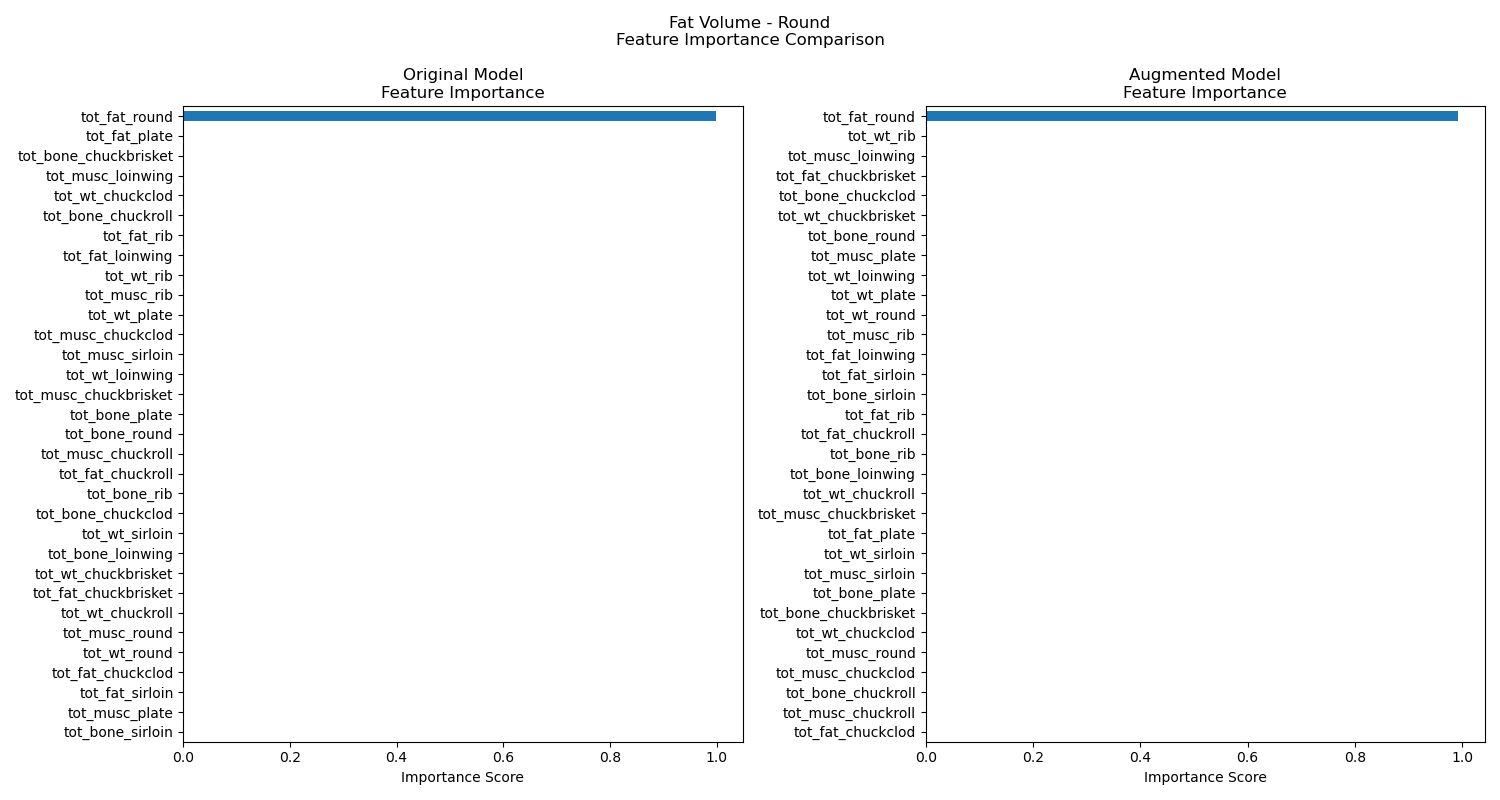 Fat Volume - Round
Feature Importance Comparison
Original Model
Feature Importance
tot_fat_round
tot_fat_plate
tot_bone_chuckbrisket
tot_musc_loinwing
tot_wt_chuckclod
tot_bone_chuckroll
tot_fat_rib
tot_fat_loinwing
tot_wt_rib
tot_musc_rib
tot_wt_plate
tot_musc_chuckclod
tot_musc_sirloin
tot_wt_loinwing
tot_musc_chuckbrisket
tot_bone_plate
tot_bone_round
tot_musc_chuckroll
tot_fat_chuckroll
tot_bone_rib
tot_bone_chuckclod
tot_wt_sirloin
tot_bone_loinwing
tot_wt_chuckbrisket
tot_fat_chuckbrisket
tot_wt_chuckroll
tot_musc_round
tot_wt_round
tot_fat_chuckclod
tot_fat_sirloin
tot_musc_plate
tot_bone_sirloin
0.0 0.2 0.4 0.6 0.8 1.0
Importance Score
Augmented Model
Feature Importance
tot_fat_round
tot_wt_rib
tot_musc_loinwing
tot_fat_chuckbrisket
tot_bone_chuckclod
tot_wt_chuckbrisket
tot_bone_round
tot_musc_plate
tot_wt_loinwing
tot_wt_plate
tot_wt_round
tot_musc_rib
tot_fat_loinwing
tot_fat_sirloin
tot_bone_sirloin
tot_fat_rib
tot_fat_chuckroll
tot_bone_rib
tot_bone_loinwing
tot_wt_chuckroll
tot_musc_chuckbrisket
tot_fat_plate
tot_wt_sirloin
tot_musc_sirloin
tot_bone_plate
tot_bone_chuckbrisket
tot_wt_chuckclod
tot_musc_round
tot_musc_chuckclod
tot_bone_chuckroll
tot_musc_chuckroll
tot_fat_chuckclod
0.0 0.2 0.4 0.6 0.8 1.0
Importance Score